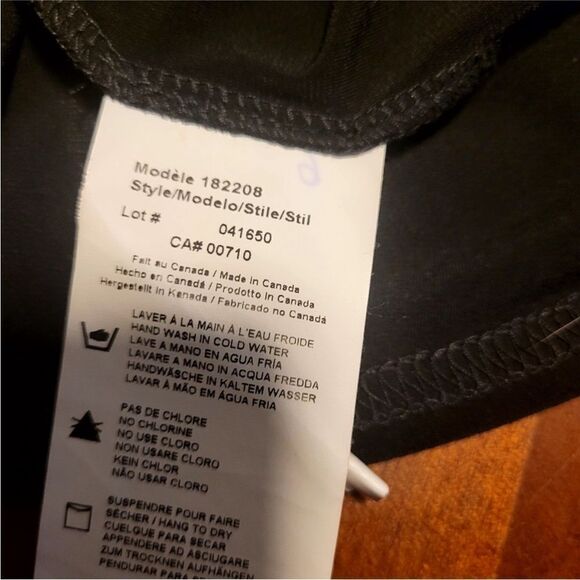 Modèle 182208
Style/Modelo/Stile/Stil
Lot # 041650
CA# 00710
Fait au Canada / Made in Canada
Hecho en Canadá / Prodotto in Canada
Hergestellt in Kanada / Fabricado no Canadá
LAVER À LA MAIN À L'EAU FROIDE
HAND WASH IN COLD WATER
LAVE A MANO EN AGUA FRÍA
LAVARE A MANO IN ACQUA FREDDA
HANDWÄSCHE IN KALTEM WASSER
LAVAR À MÃO EM ÁGUA FRIA
PAS DE CHLORE
NO CHLORINE
NO USE CLORO
NON USARE CLORO
KEIN CHLOR
NÃO USAR CLORO
SUSPENDRE POUR FAIRE
SÉCHER / HANG TO DRY
CUELGUE PARA SECAR
APPENDERE AD ASCIUGARE
ZUM TROCKNEN AUFHÄNGEN
PENDURAR PARA